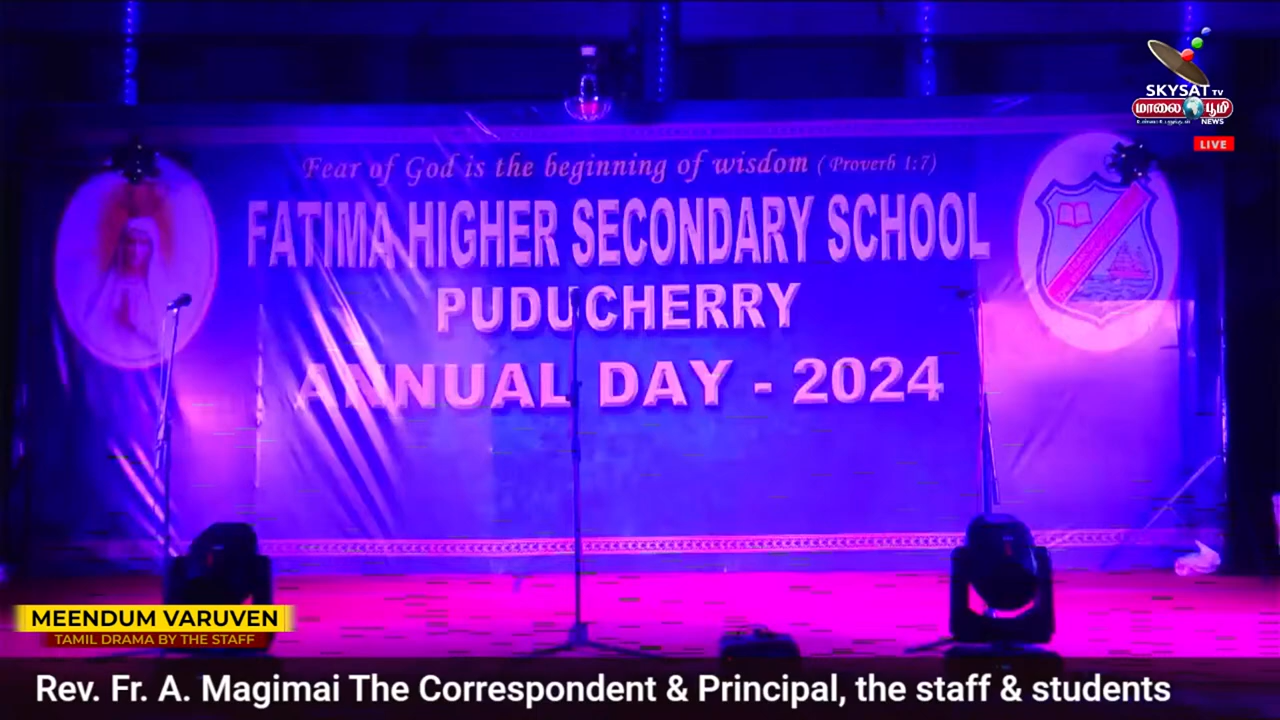 SKYSAT TV
மாலை பூமி
NEWS
LIVE
Fear of God is the beginning of wisdom ( Proverb 1:7)
FATIMA HIGHER SECONDARY SCHOOL
PUDUCHERRY
ANNUAL DAY - 2024
MEENDUM VARUVEN
TAMIL DRAMA BY THE STAFF
Rev. Fr. A. Magimai The Correspondent & Principal, the staff & students